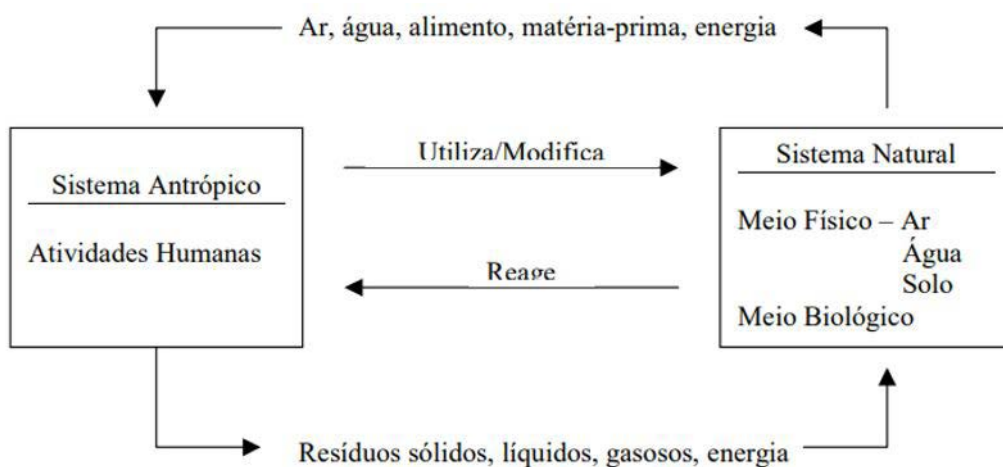 Ar, água, alimento, matéria-prima, energia
Sistema Antrópico
Atividades Humanas
Utiliza/Modifica
Reage
Sistema Natural
Meio Físico – Ar
Água
Solo
Meio Biológico
Resíduos sólidos, líquidos, gasosos, energia